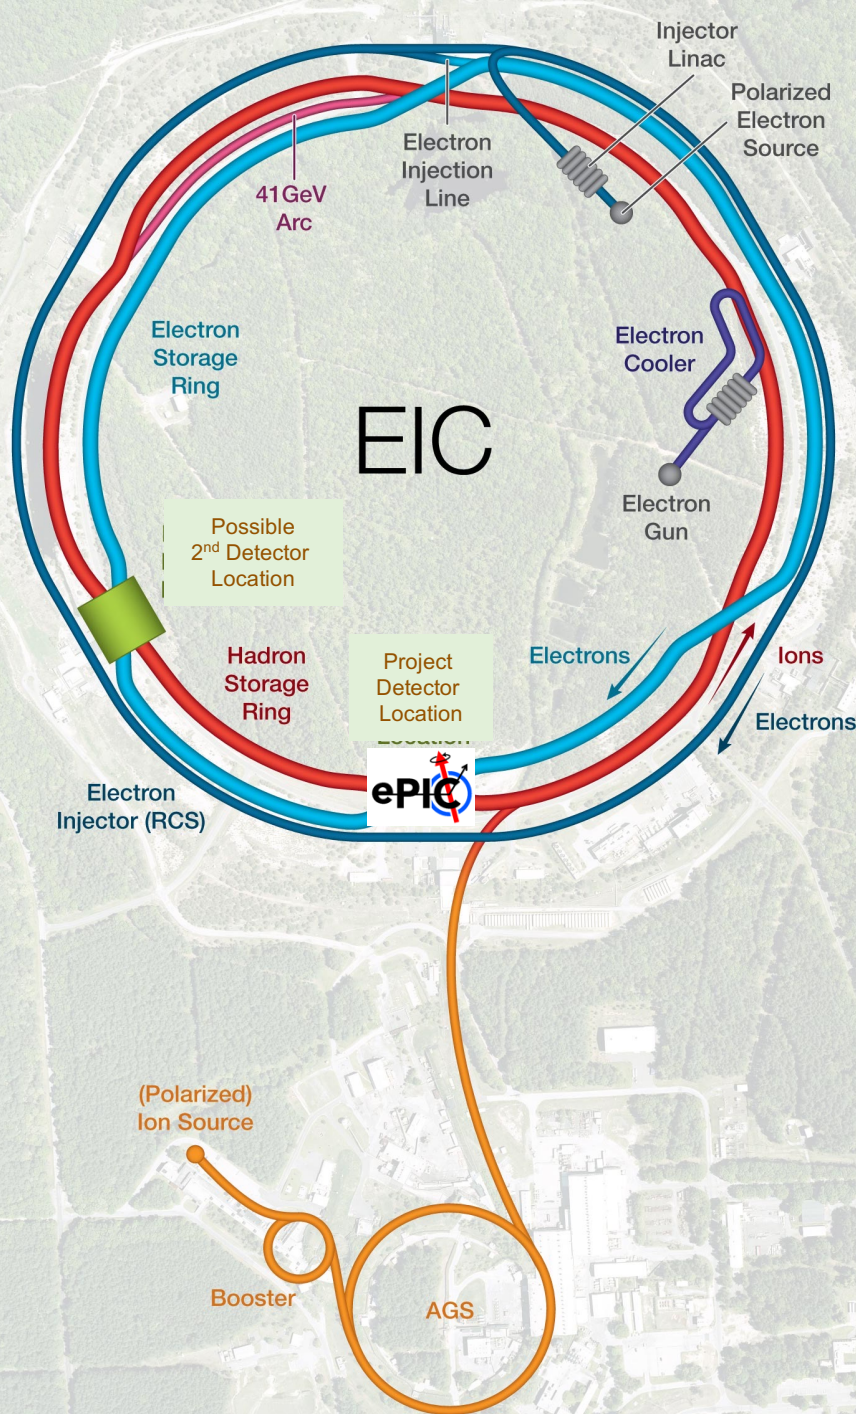 Injector
Linac
Polarized
Electron
Source
Electron
Injection
Line
41GeV
Arc
Electron
Storage
Ring
Electron
Cooler
EIC
Electron
Gun
Possible
2nd Detector
Location
Hadron
Storage
Ring
Project
Detector
Location
Location
Electrons
Ions
Electrons
ePIC
Electron
Injector (RCS)
(Polarized)
Ion Source
Booster
AGS